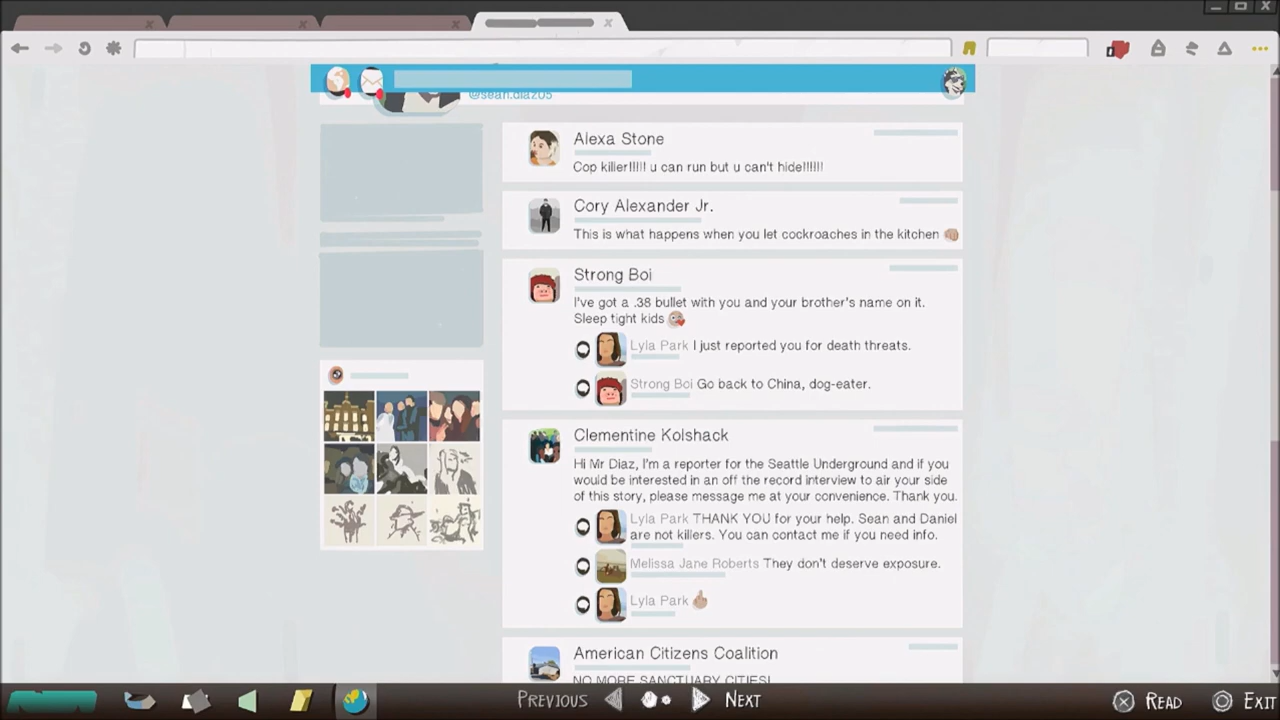 @sean.diaz05
Alexa Stone
Cop killer!!!!! u can run but u can't hide!!!!!!
Cory Alexander Jr.
This is what happens when you let cockroaches in the kitchen
Strong Boi
I've got a .38 bullet with you and your brother's name on it.
Sleep tight kids
Lyla Park I just reported you for death threats.
Strong Boi Go back to China, dog-eater.
Clementine Kolshack
Hi Mr Diaz, I'm a reporter for the Seattle Underground and if you
would be interested in an off the record interview to air your side
of this story, please message me at your convenience. Thank you.
Lyla Park THANK YOU for your help. Sean and Daniel
are not killers. You can contact me if you need info.
Melissa Jane Roberts They don't deserve exposure.
Lyla Park
American Citizens Coalition
NO MORE SANCTUARY CITIES!
PREVIOUS NEXT READ EXIT